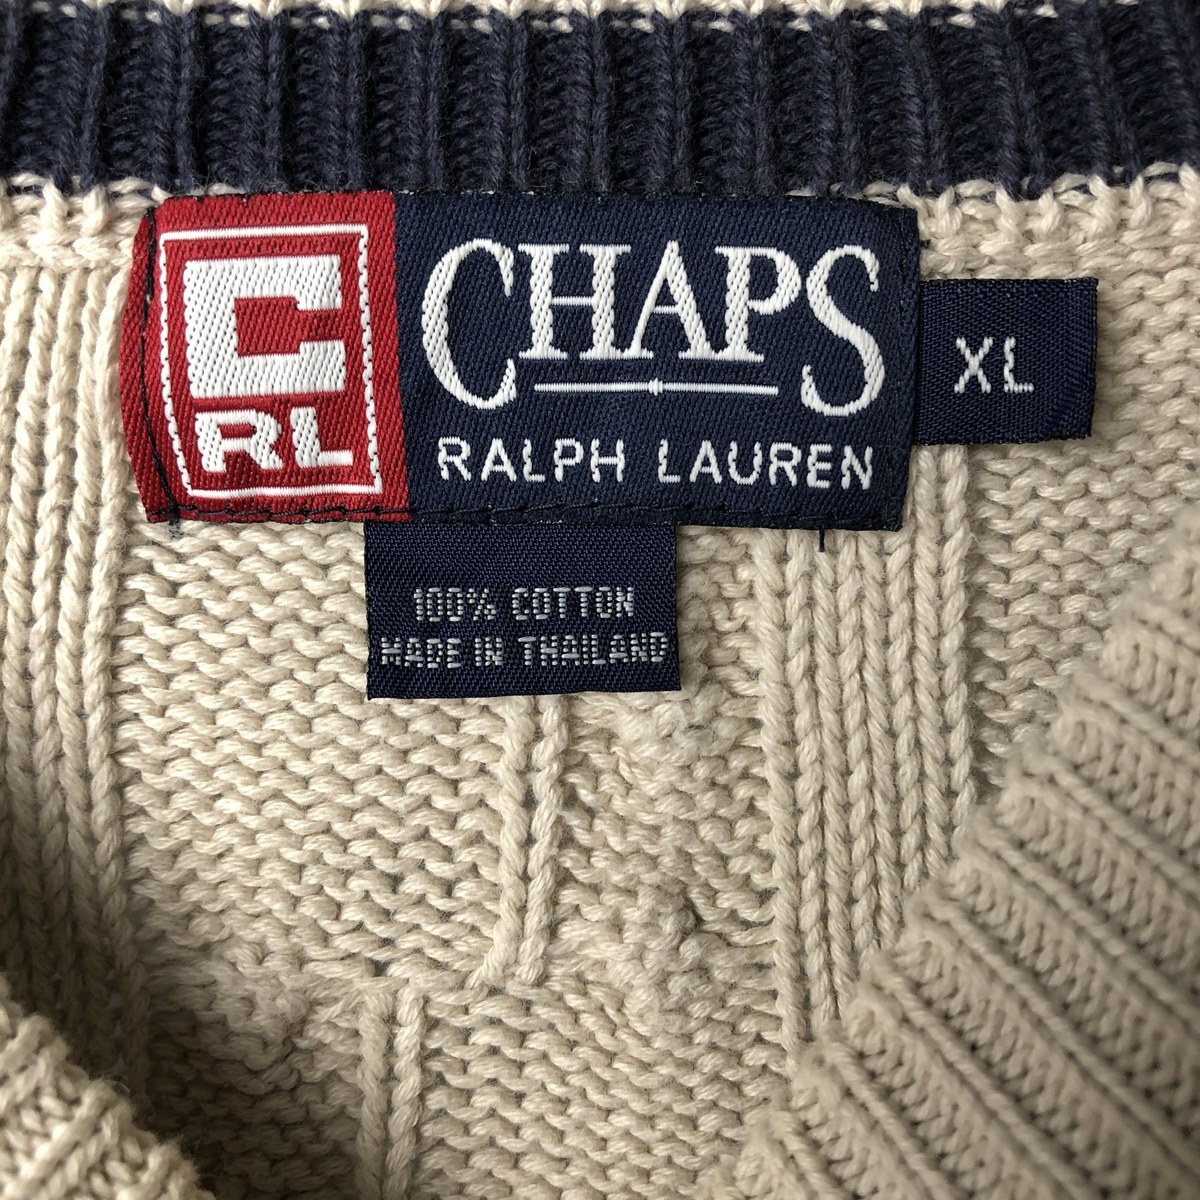 C
RL
CHAPS
RALPH LAUREN
XL
100% COTTON
MADE IN THAILAND